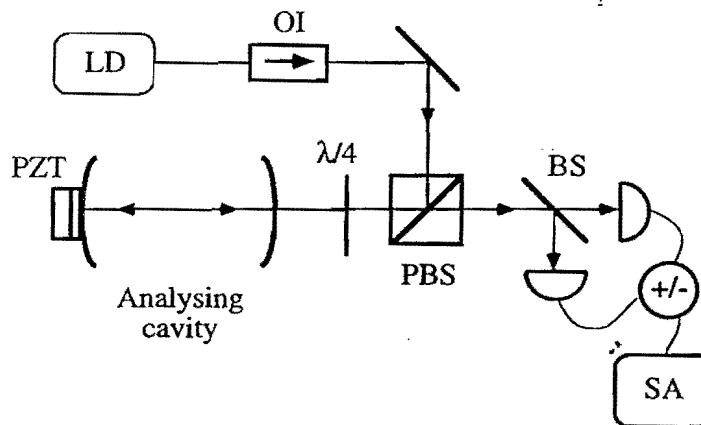 OI
LD
PZT
λ/4
BS
PBS
Analysing
cavity
+/-
SA